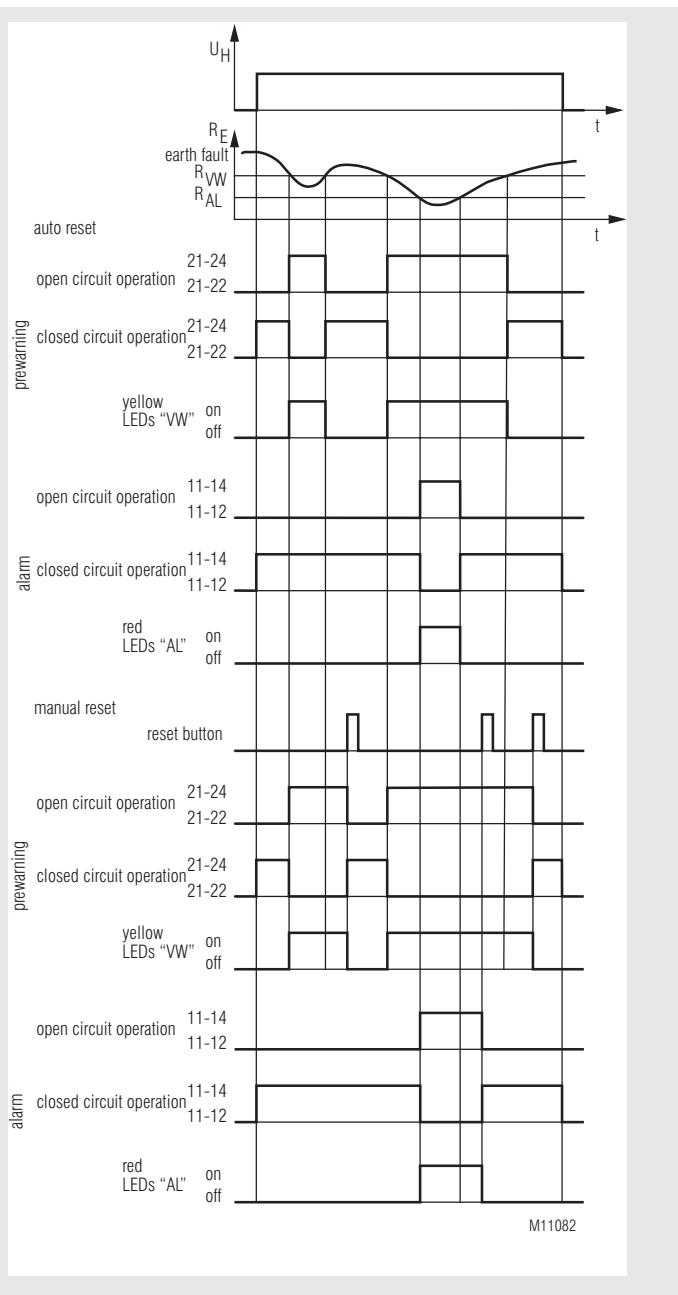 U_H
t
R_E
earth fault
R_VW
R_AL
t
auto reset
prewarning
21-24
open circuit operation
21-22
21-24
closed circuit operation
21-22
yellow
LEDs “VW” on
off
alarm
11-14
open circuit operation
11-12
11-14
closed circuit operation
11-12
red
LEDs “AL” on
off
manual reset
reset button
prewarning
21-24
open circuit operation
21-22
21-24
closed circuit operation
21-22
yellow
LEDs “VW” on
off
alarm
11-14
open circuit operation
11-12
11-14
closed circuit operation
11-12
red
LEDs “AL” on
off
M11082